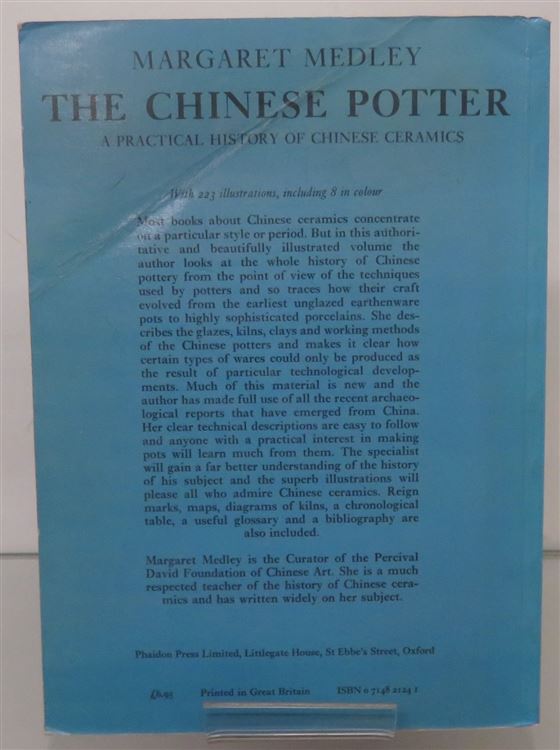 MARGARET MEDLEY
THE CHINESE POTTER
A PRACTICAL HISTORY OF CHINESE CERAMICS
With 223 illustrations, including 8 in colour
Most books about Chinese ceramics concentrate
on a particular style or period. But in this authori-
tative and beautifully illustrated volume the
author looks at the whole history of Chinese
pottery from the point of view of the techniques
used by potters and so traces how their craft
evolved from the earliest unglazed earthenware
pots to highly sophisticated porcelains. She des-
cribes the glazes, kilns, clays and working methods
of the Chinese potters and makes it clear how
certain types of wares could only be produced as
the result of particular technological develop-
ments. Much of this material is new and the
author has made full use of all the recent archaeo-
logical reports that have emerged from China.
Her clear technical descriptions are easy to follow
and anyone with a practical interest in making
pots will learn much from them. The specialist
will gain a far better understanding of the history
of his subject and the superb illustrations will
please all who admire Chinese ceramics. Reign
marks, maps, diagrams of kilns, a chronological
table, a useful glossary and a bibliography are
also included.
Margaret Medley is the Curator of the Percival
David Foundation of Chinese Art. She is a much
respected teacher of the history of Chinese cera-
mics and has written widely on her subject.
Phaidon Press Limited, Littlegate House, St Ebbe's Street, Oxford
£6.95 Printed in Great Britain ISBN 0 7148 2124 1